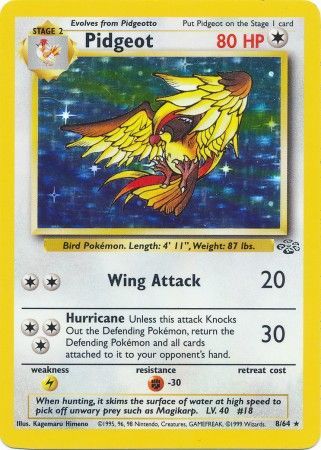 Evolves from Pidgeotto Put Pidgeot on the Stage 1 card
STAGE 2
Pidgeot 80 HP
Bird Pokémon. Length: 4' 11", Weight: 87 lbs.
Wing Attack 20
Hurricane Unless this attack Knocks
Out the Defending Pokémon, return the
Defending Pokémon and all cards
attached to it to your opponent's hand.
30
weakness resistance retreat cost
-30
When hunting, it skims the surface of water at high speed to
pick off unwary prey such as Magikarp. LV. 40 #18
Illus. Kagemaru Himeno ©1995, 96, 98 Nintendo, Creatures, GAMEFREAK. ©1999 Wizards. 8/64 ★